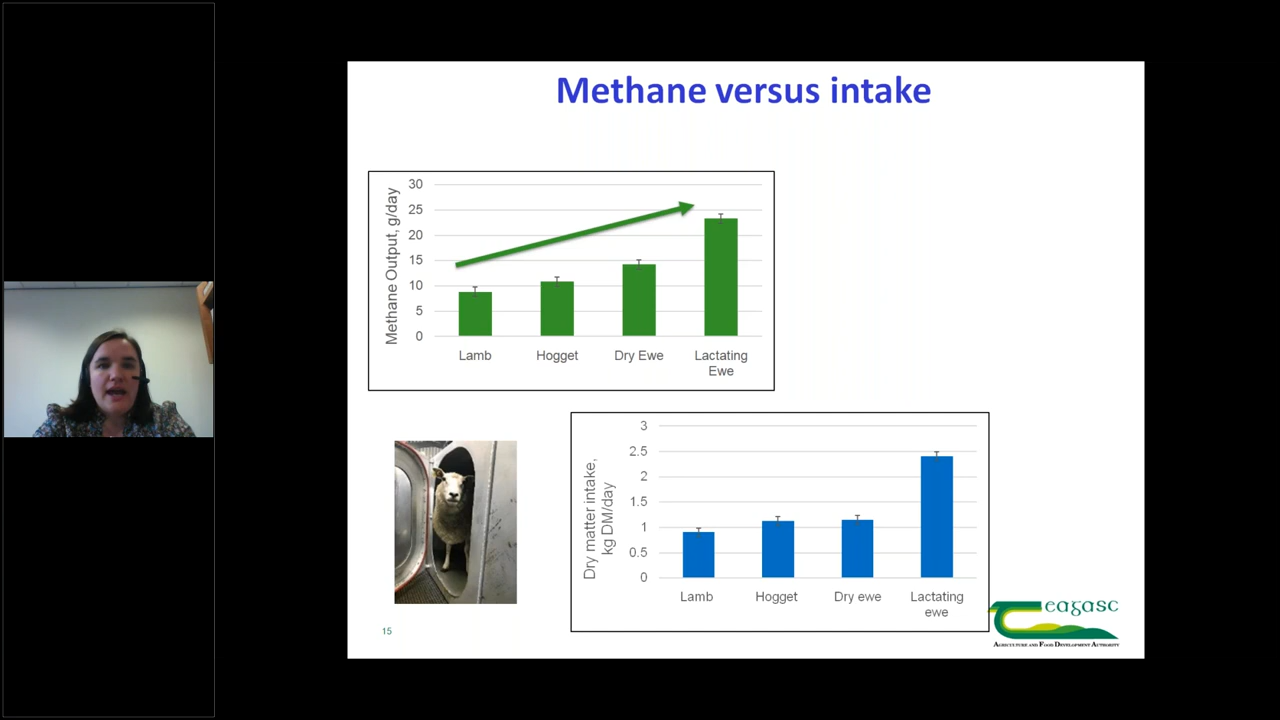 Methane versus intake
Methane Output, g/day
30
25
20
15
10
5
0
Lamb
Hogget
Dry Ewe
Lactating
Ewe
Dry matter intake,
kg DM/day
3
2.5
2
1.5
1
0.5
0
Lamb
Hogget
Dry ewe
Lactating
ewe
15
eagasc
AGRICULTURE AND FOOD DEVELOPMENT AUTHORITY